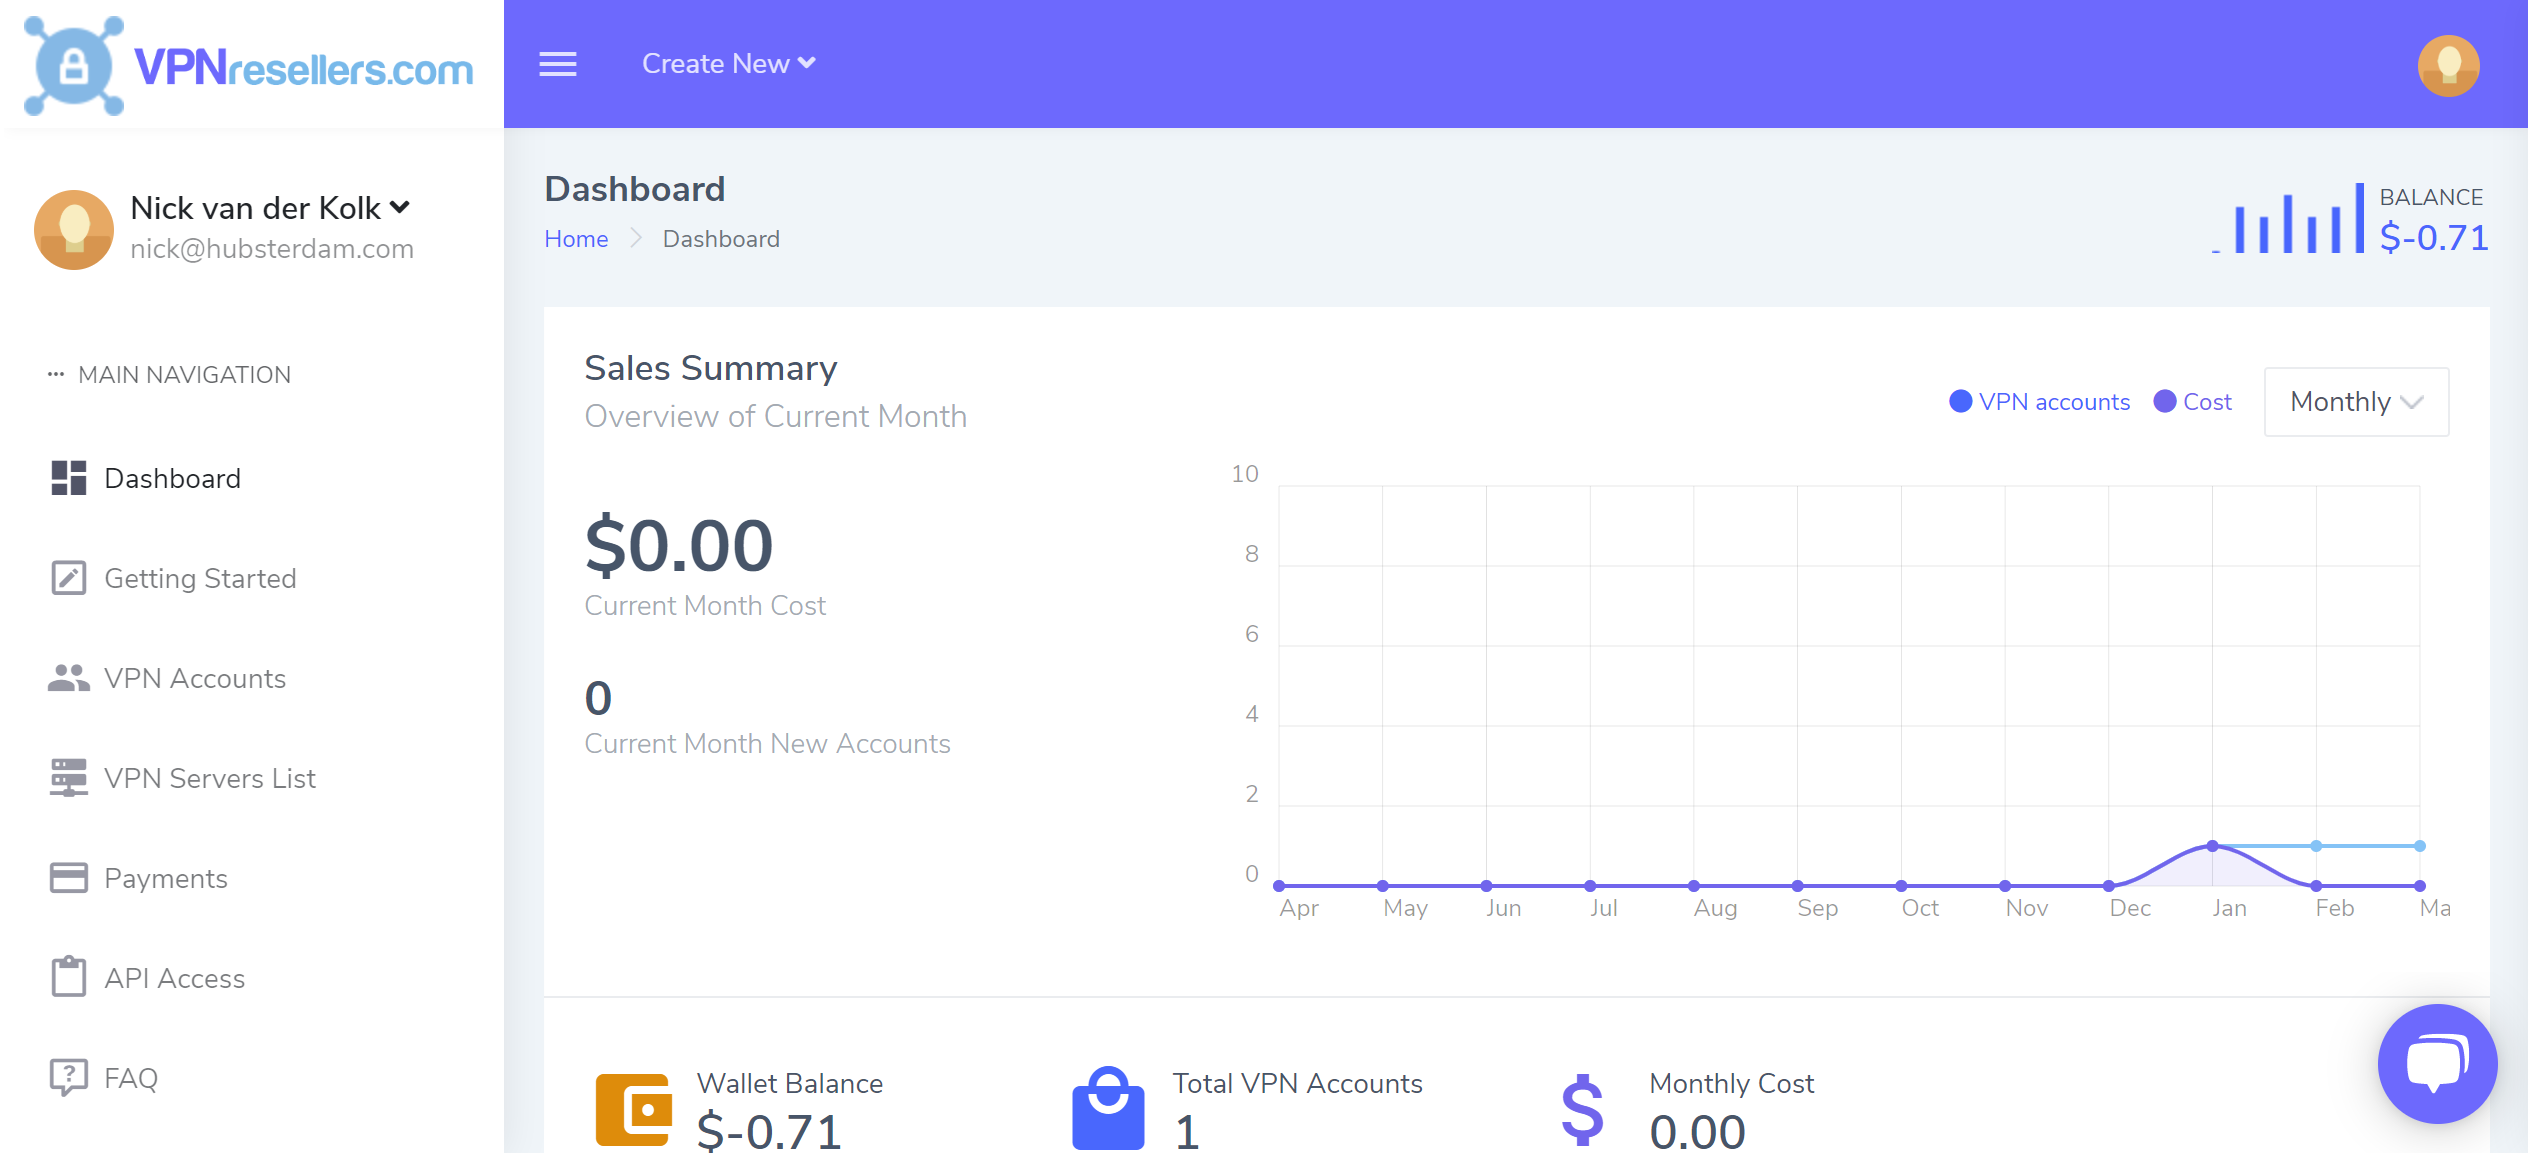 VPNresellers.com
Create New
Nick van der Kolk
nick@hubsterdam.com
MAIN NAVIGATION
Dashboard
Getting Started
VPN Accounts
VPN Servers List
Payments
API Access
FAQ
Dashboard
Home
Dashboard
BALANCE
$-0.71
Sales Summary
Overview of Current Month
VPN accounts
Cost
Monthly
$0.00
Current Month Cost
0
Current Month New Accounts
10
8
6
4
2
0
Apr May Jun Jul Aug Sep Oct Nov Dec Jan Feb Ma
Wallet Balance
$-0.71
Total VPN Accounts
1
Monthly Cost
0.00